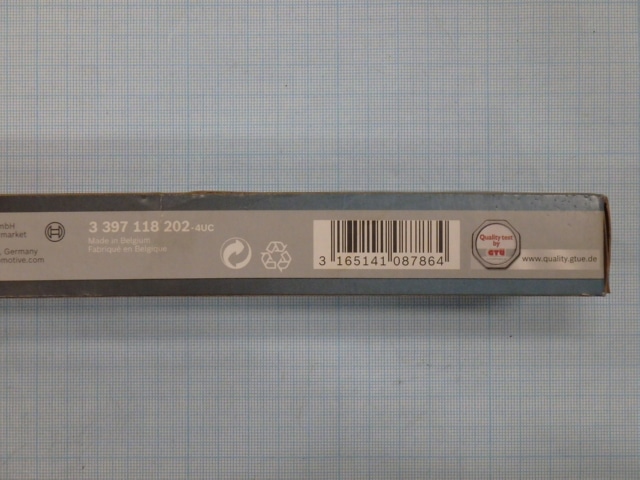 mbH
market
, Germany
motive.com
3 397 118 202-4UC
Made in Belgium
Fabriqué en Belgique
3 165141 087864
Quality test
by
GTÜ
www.quality.gtue.com